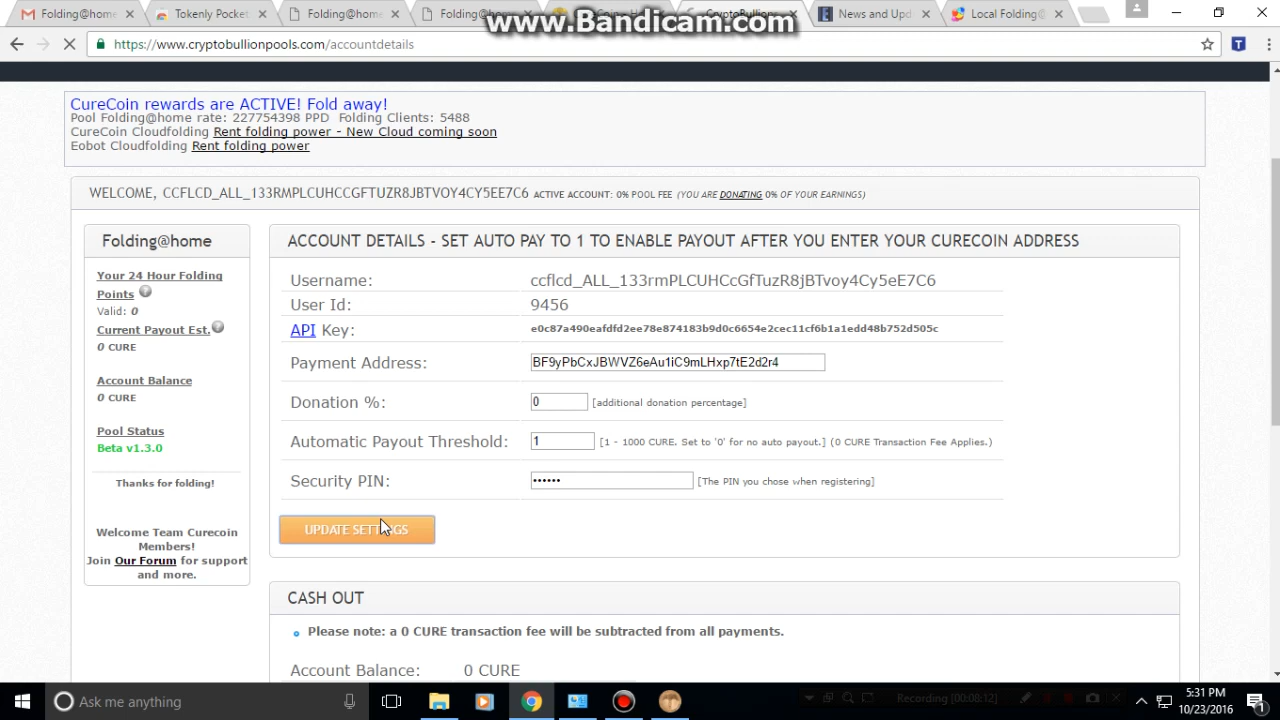 Folding@home
Tokenly Pocket
Folding@home
Folding@
News and Upd
Local Folding@
www.Bandicam.com
https://www.cryptobullionpools.com/accountdetails
CureCoin rewards are ACTIVE! Fold away!
Pool Folding@home rate: 227754398 PPD Folding Clients: 5488
CureCoin Cloudfolding Rent folding power - New Cloud coming soon
Eobot Cloudfolding Rent folding power
WELCOME, CCFLCD_ALL_133RMPLCUHCCGFTUZR8JBTVOY4CY5EE7C6 ACTIVE ACCOUNT: 0% POOL FEE (YOU ARE DONATING 0% OF YOUR EARNINGS)
Folding@home
Your 24 Hour Folding
Points
Valid: 0
Current Payout Est.
0 CURE
Account Balance
0 CURE
Pool Status
Beta v1.3.0
Thanks for folding!
Welcome Team Curecoin
Members!
Join Our Forum for support
and more.
ACCOUNT DETAILS - SET AUTO PAY TO 1 TO ENABLE PAYOUT AFTER YOU ENTER YOUR CURECOIN ADDRESS
Username: ccflcd_ALL_133rmPLCUHCcGfTuzR8jBTvoy4Cy5eE7C6
User Id: 9456
API Key: e0c87a490eafdfd2ee78e874183b9d0c6654e2cec11cf6b1a1edd48b752d505c
Payment Address: BF9yPbCxJBWVZ6eAu1iC9mLHxp7tE2d2r4
Donation %: 0 [additional donation percentage]
Automatic Payout Threshold: 1 [1 - 1000 CURE. Set to '0' for no auto payout.] (0 CURE Transaction Fee Applies.)
Security PIN: •••••• [The PIN you chose when registering]
UPDATE SETTINGS
CASH OUT
Please note: a 0 CURE transaction fee will be subtracted from all payments.
Account Balance: 0 CURE
Ask me anything
Recording [00:08:12]
5:31 PM
10/23/2016